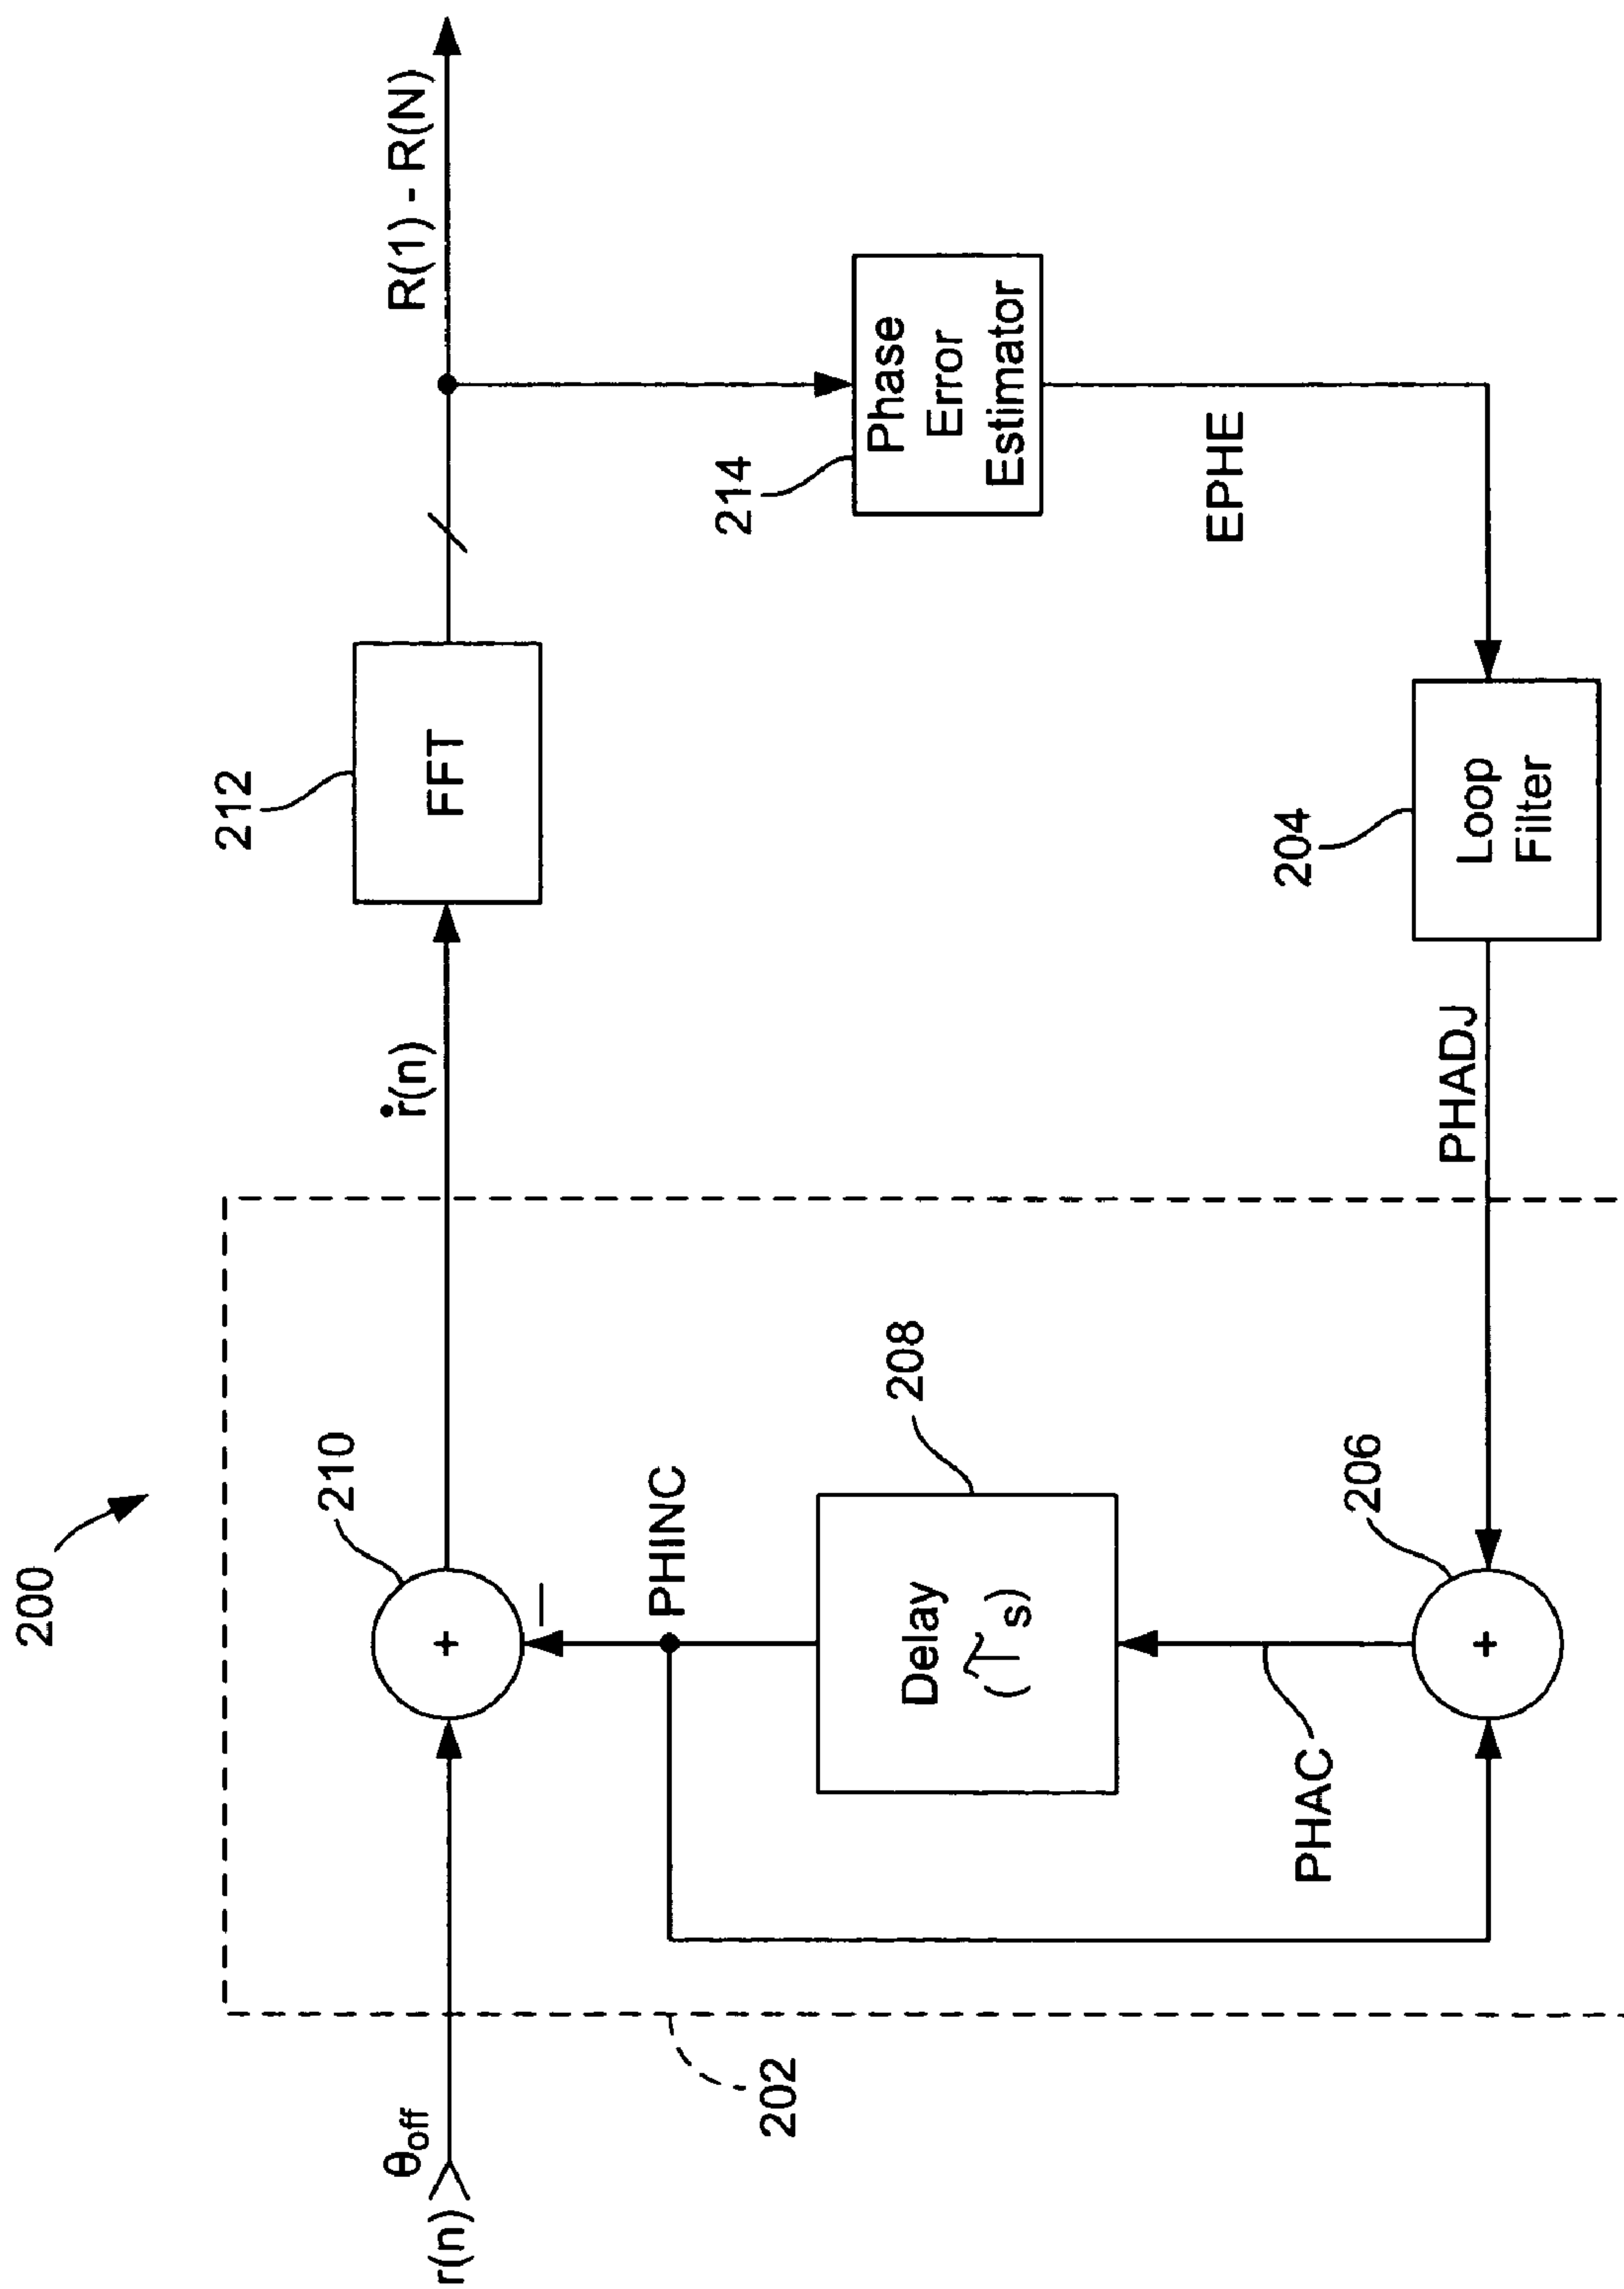 200
r(n)
θoff
210
ṙ(n)
212
FFT
R(1) - R(N)
PHINC
208
Delay
(T̃s)
214
Phase
Error
Estimator
202
PHAC
206
PHADJ
204
Loop
Filter
EPHE
+
+